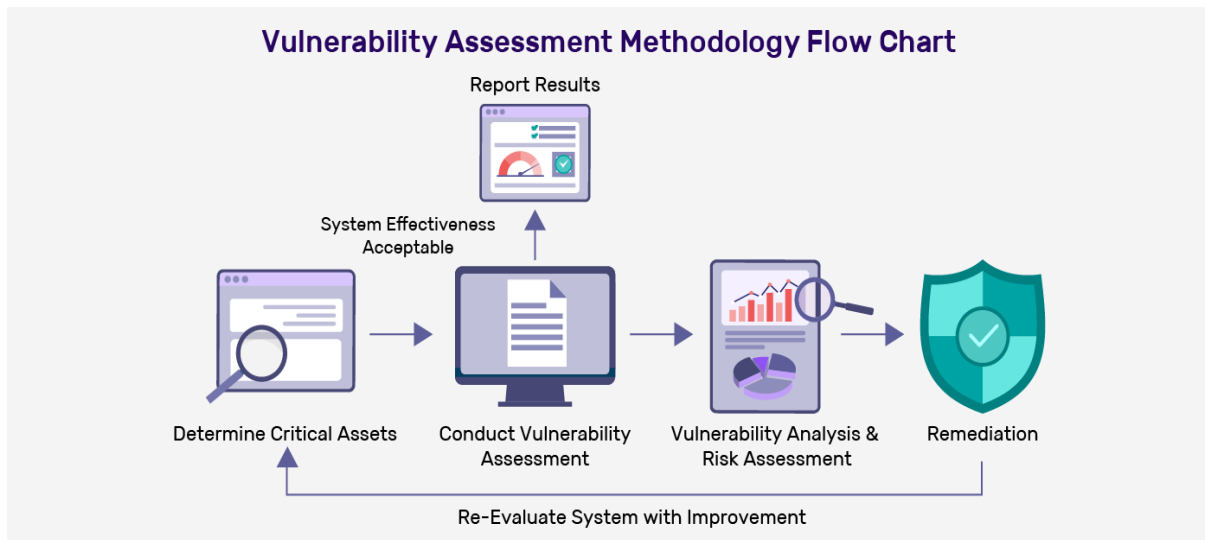 Vulnerability Assessment Methodology Flow Chart
Report Results
System Effectiveness
Acceptable
Determine Critical Assets
Conduct Vulnerability
Assessment
Vulnerability Analysis &
Risk Assessment
Remediation
Re-Evaluate System with Improvement